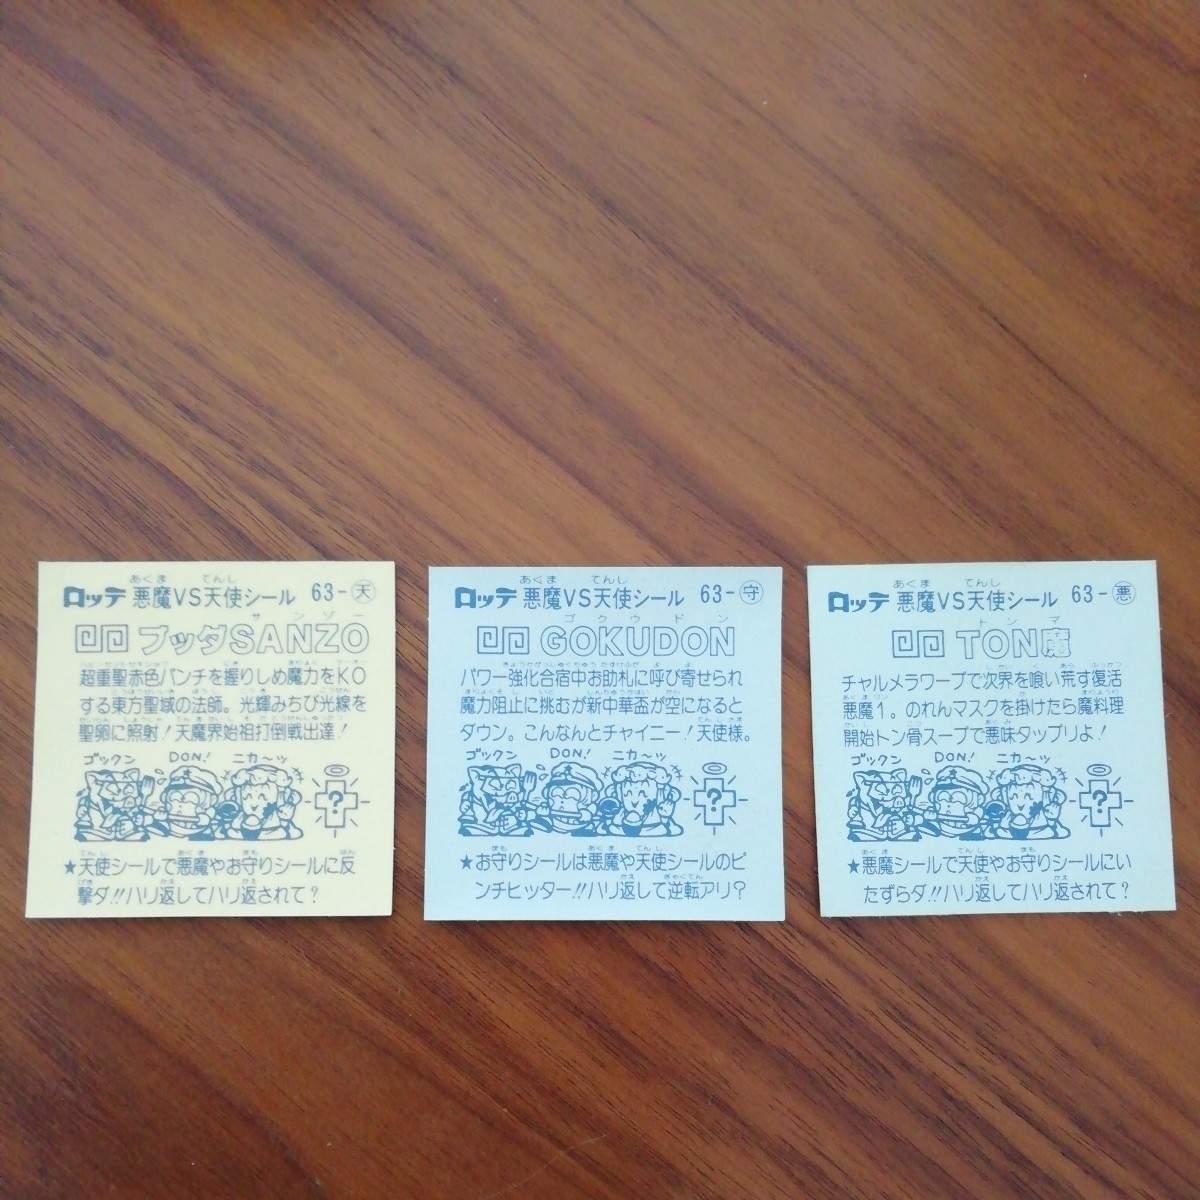 ロッテ 悪魔VS天使シール 63-天
ブッダSANZO
超重聖赤色パンチを握りしめ魔力をKO
する東方聖域の法師。光輝みちび光線を
聖卵に照射!天魔界始祖打倒戦出達!
ゴックン DON! ニカ〜ッ
?
★天使シールで悪魔やお守りシールに反
撃ダ!!ハリ返してハリ返されて?
ロッテ 悪魔VS天使シール 63-守
GOKUDON
パワー強化合宿中お助札に呼び寄せられ
魔力阻止に挑むが新中華盃が空になると
ダウン。こんなんとチャイニー!天使様。
ゴックン DON! ニカ〜ッ
?
★お守りシールは悪魔や天使シールのピ
ンチヒッター!!ハリ返して逆転アリ?
ロッテ 悪魔VS天使シール 63-悪
TON魔
チャルメラワープで次界を喰い荒す復活
悪魔1。のれんマスクを掛けたら魔料理
開始トン骨スープで悪味タップリよ!
ゴックン DON! ニカ〜ッ
?
★悪魔シールで天使やお守りシールにい
たずらダ!!ハリ返してハリ返されて?